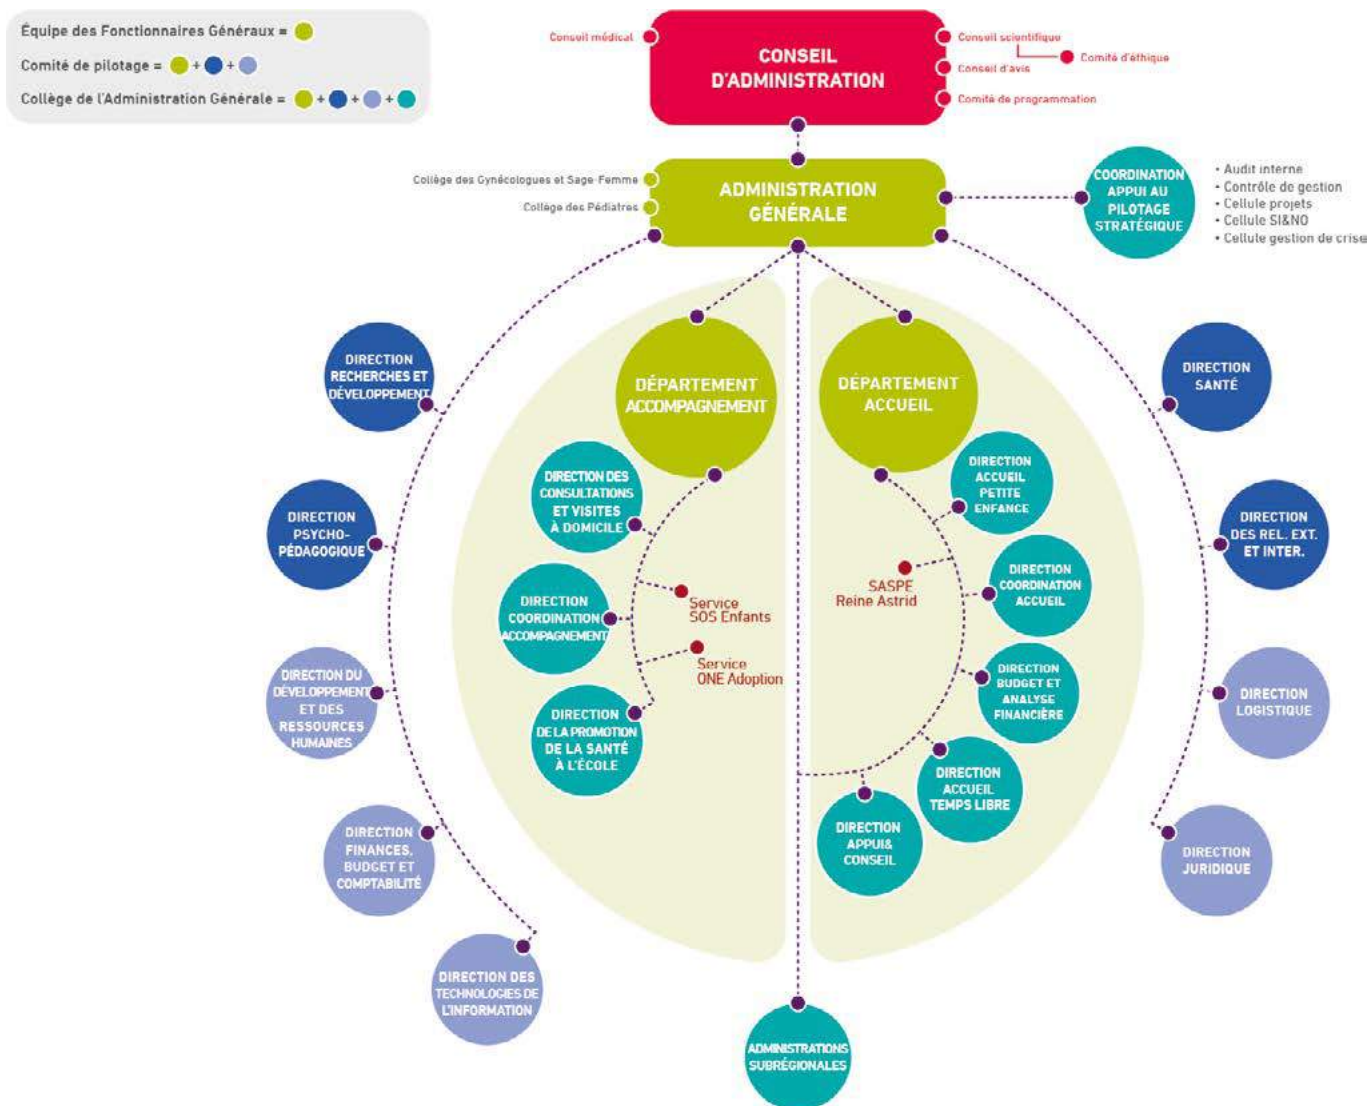 Équipe des Fonctionnaires Généraux =
Comité de pilotage = + +
Collège de l'Administration Générale = + + +
Conseil médical
CONSEIL
D'ADMINISTRATION
Conseil scientifique
Comité d'éthique
Conseil d'avis
Comité de programmation
Collège des Gynécologues et Sage-Femme
Collège des Pédiatres
ADMINISTRATION
GÉNÉRALE
COORDINATION
APPUI AU
PILOTAGE
STRATÉGIQUE
• Audit interne
• Contrôle de gestion
• Cellule projets
• Cellule SI&NO
• Cellule gestion de crise
DIRECTION
RECHERCHES ET
DÉVELOPPEMENT
DÉPARTEMENT
ACCOMPAGNEMENT
DÉPARTEMENT
ACCUEIL
DIRECTION
SANTÉ
DIRECTION DES
CONSULTATIONS
ET VISITES
À DOMICILE
DIRECTION
ACCUEIL
PETITE
ENFANCE
DIRECTION
PSYCHO-
PÉDAGOGIQUE
DIRECTION
DES REL. EXT.
ET INTER.
DIRECTION
COORDINATION
ACCOMPAGNEMENT
Service
SOS Enfants
SASPE
Reine Astrid
DIRECTION
COORDINATION
ACCUEIL
Service
ONE Adoption
DIRECTION DU
DÉVELOPPEMENT
ET DES
RESSOURCES
HUMAINES
DIRECTION
BUDGET ET
ANALYSE
FINANCIÈRE
DIRECTION
LOGISTIQUE
DIRECTION
DE LA PROMOTION
DE LA SANTÉ
À L'ÉCOLE
DIRECTION
ACCUEIL
TEMPS LIBRE
DIRECTION
FINANCES,
BUDGET ET
COMPTABILITÉ
DIRECTION
APPUI&
CONSEIL
DIRECTION
JURIDIQUE
DIRECTION DES
TECHNOLOGIES DE
L'INFORMATION
ADMINISTRATIONS
SUBRÉGIONALES